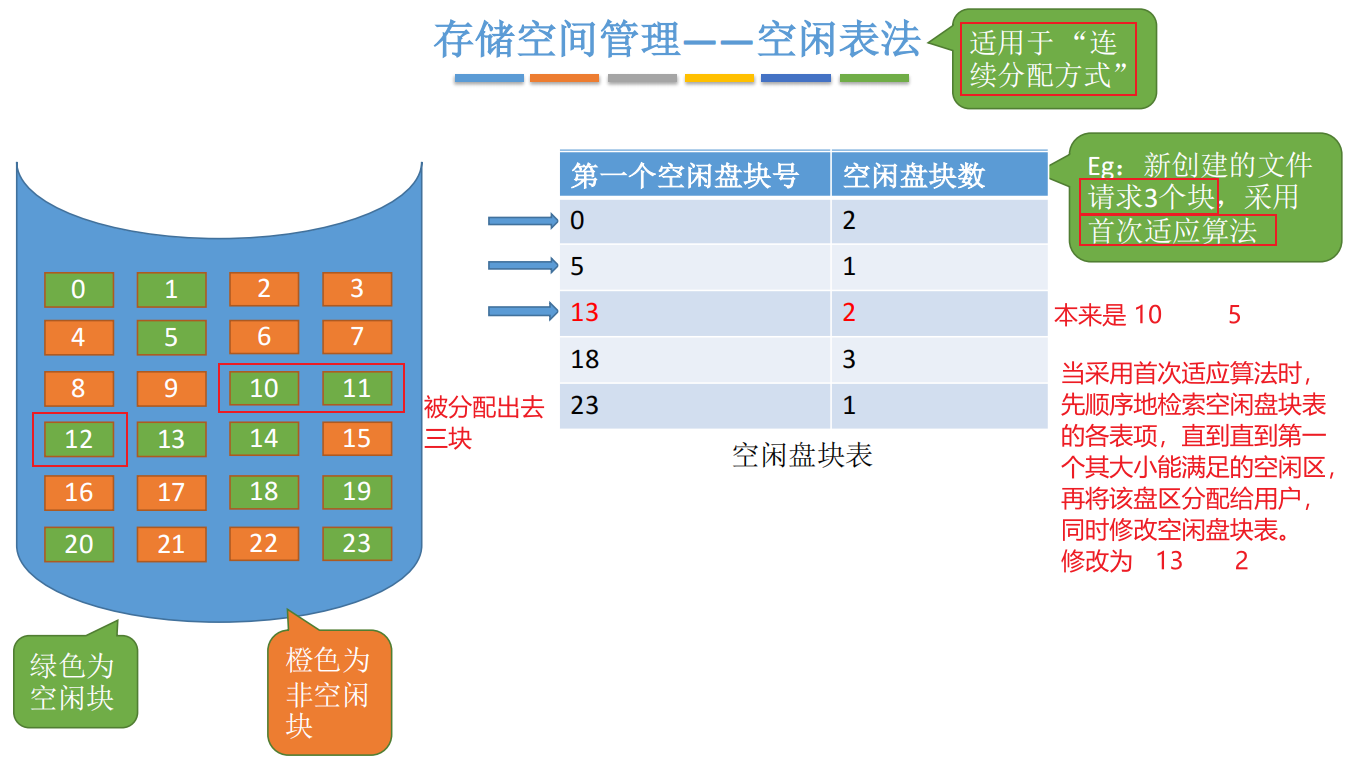 存储空间管理——空闲表法
适用于“连
续分配方式”
第一个空闲盘块号 空闲盘块数
0 2
5 1
13 2
18 3
23 1
空闲盘块表
Eg：新创建的文件
请求3个块，采用
首次适应算法
本来是 10 5
当采用首次适应算法时，
先顺序地检索空闲盘块表
的各表项，直到直到第一
个其大小能满足的空闲区，
再将该盘区分配给用户，
同时修改空闲盘块表。
修改为 13 2
0 1 2 3
4 5 6 7
8 9 10 11
12 13 14 15
16 17 18 19
20 21 22 23
被分配出去
三块
绿色为
空闲块
橙色为
非空闲
块